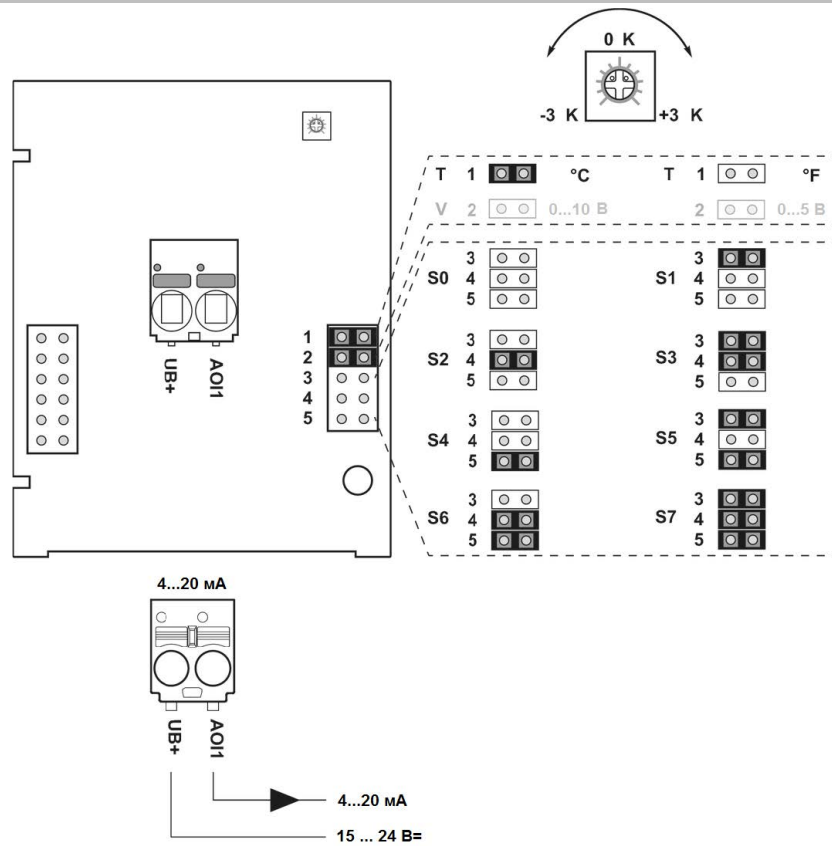 0 K
-3 K
+3 K
T 1 °C
T 1 °F
V 2 0...10 В
2 0...5 В
3
S0 4
5
3
S1 4
5
3
S2 4
5
3
S3 4
5
3
S4 4
5
3
S5 4
5
3
S6 4
5
3
S7 4
5
1
2
3
4
5
UB+
AOI1
4...20 мА
UB+
AOI1
4...20 мА
15 ... 24 В=